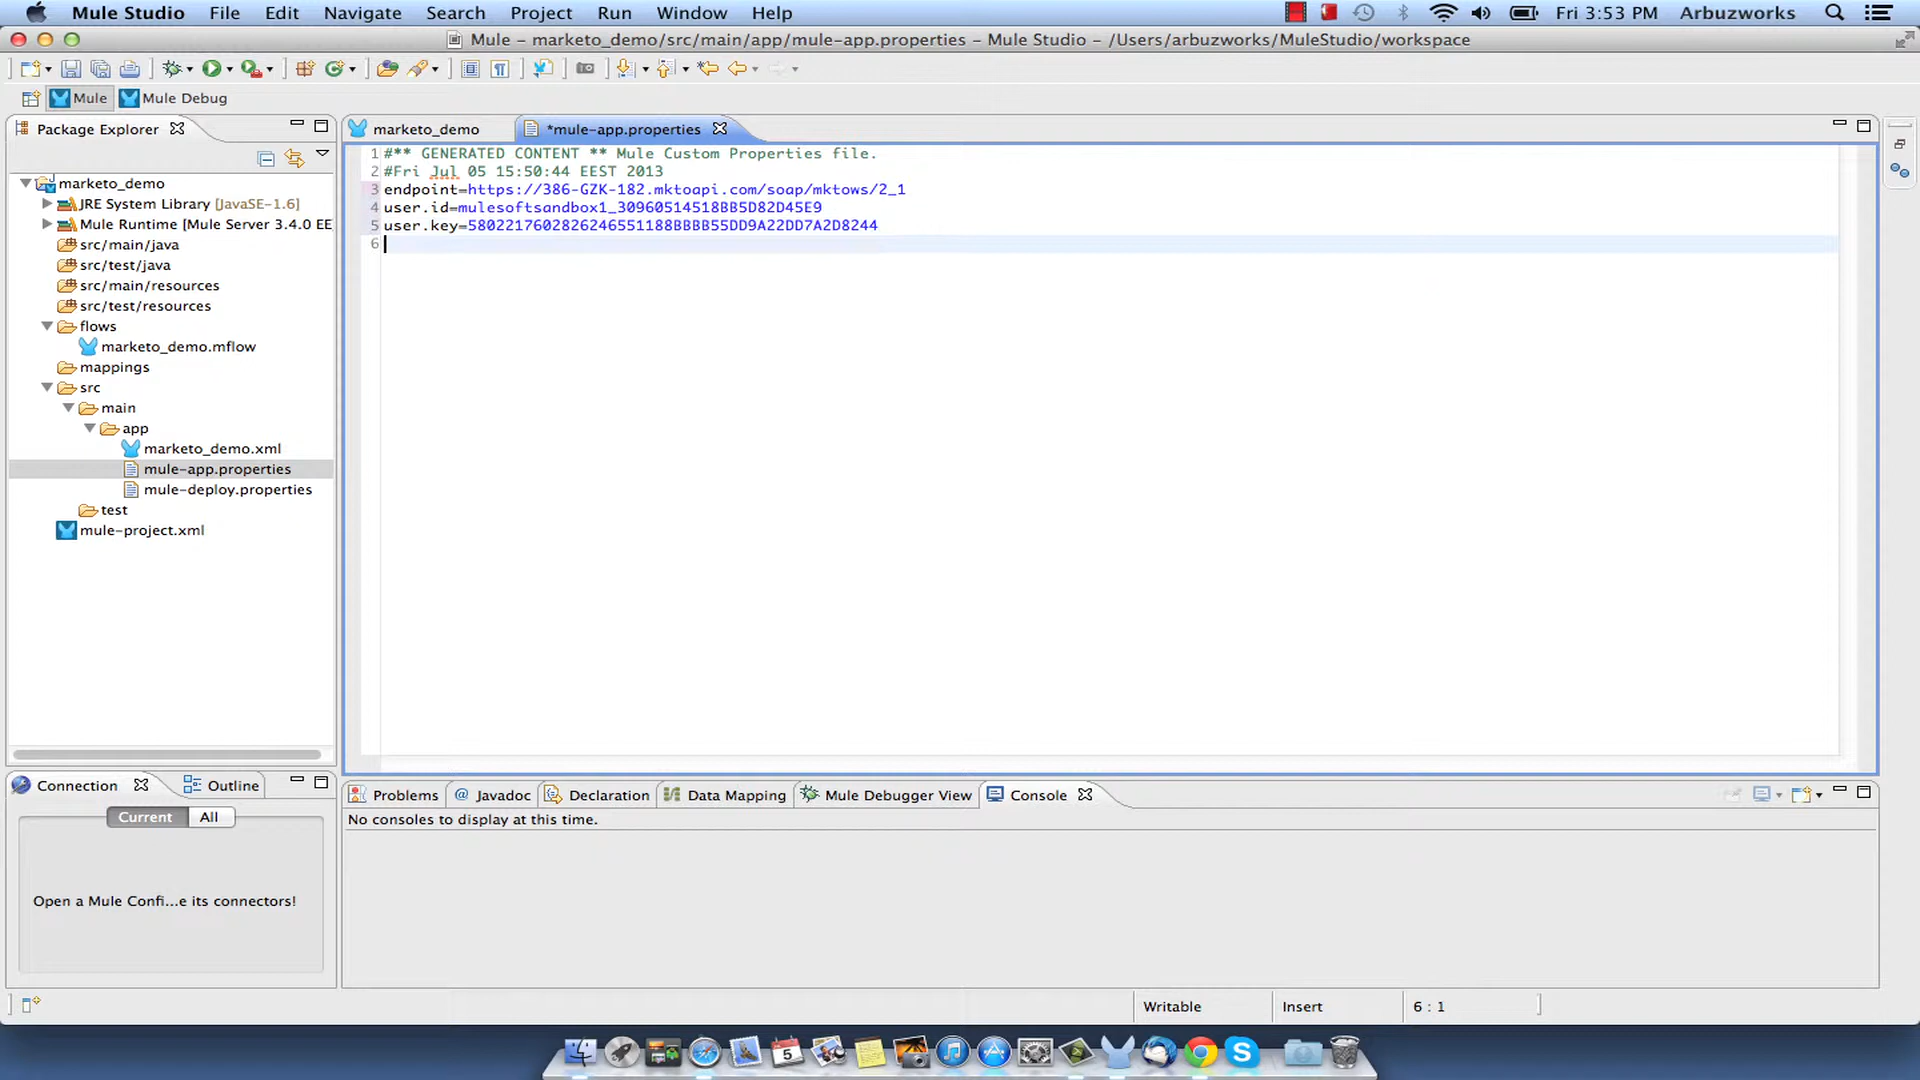 Mule Studio File Edit Navigate Search Project Run Window Help Fri 3:53 PM Arbuzworks
Mule – marketo_demo/src/main/app/mule-app.properties – Mule Studio – /Users/arbuzworks/MuleStudio/workspace
Mule Mule Debug
Package Explorer
marketo_demo
JRE System Library [JavaSE-1.6]
Mule Runtime [Mule Server 3.4.0 EE
src/main/java
src/test/java
src/main/resources
src/test/resources
flows
marketo_demo.mflow
mappings
src
main
app
marketo_demo.xml
mule-app.properties
mule-deploy.properties
test
mule-project.xml
marketo_demo *mule-app.properties
1 #** GENERATED CONTENT ** Mule Custom Properties file.
2 #Fri Jul 05 15:50:44 EEST 2013
3 endpoint=https://386-GZK-182.mktoapi.com/soap/mktows/2_1
4 user.id=mulesoftsandbox1_30960514518BB5D82D45E9
5 user.key=5802217602826246551188BBBB55DD9A22DD7A2D8244
6
Connection Outline
Current All
Open a Mule Confi...e its connectors!
Problems @ Javadoc Declaration Data Mapping Mule Debugger View Console
No consoles to display at this time.
Writable Insert 6 : 1
5